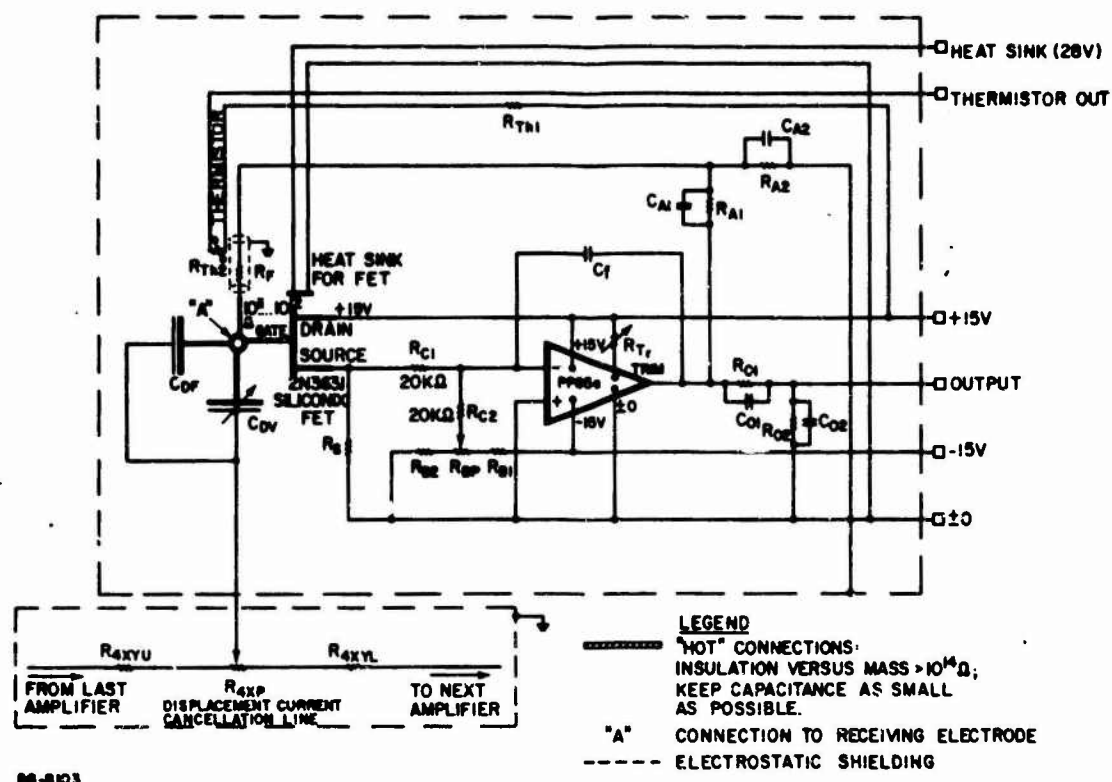 HEAT SINK (28V)
THERMISTOR OUT
THERMISTOR
RTh1
CA2
RA2
CA1
RA1
RTh2
RF
HEAT SINK
FOR FET
Cf
"A"
GATE
+15V
DRAIN
SOURCE
2N3631
SILICONDO
FET
CDF
CDV
RC1
20KΩ
20KΩ
RC2
+15V
RTr
TRIM
-
+
-15V
±0
RC1
CO1
RO2
CO2
+15V
OUTPUT
-15V
±0
RS
RB2
RBP
RB1
R4XYU
R4XYL
FROM LAST
AMPLIFIER
R4XP
DISPLACEMENT CURRENT
CANCELLATION LINE
TO NEXT
AMPLIFIER
LEGEND
"HOT" CONNECTIONS:
INSULATION VERSUS MASS >10¹⁴Ω;
KEEP CAPACITANCE AS SMALL
AS POSSIBLE.
"A" CONNECTION TO RECEIVING ELECTRODE
ELECTROSTATIC SHIELDING